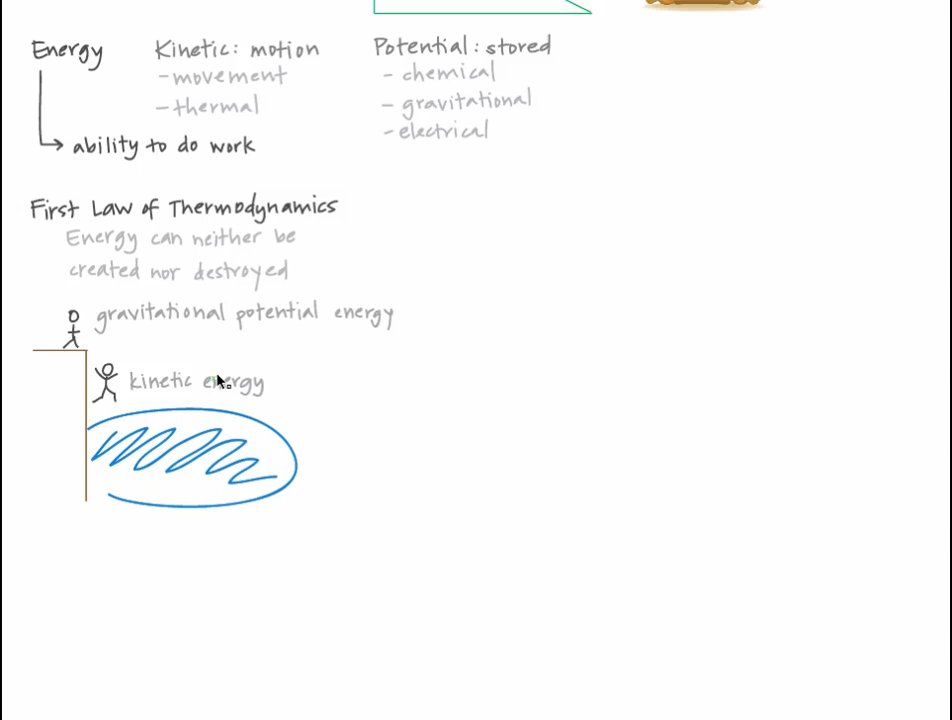 Energy
Kinetic: motion
-movement
-thermal
Potential: stored
- chemical
- gravitational
- electrical
ability to do work
First Law of Thermodynamics
Energy can neither be
created nor destroyed
gravitational potential energy
kinetic energy